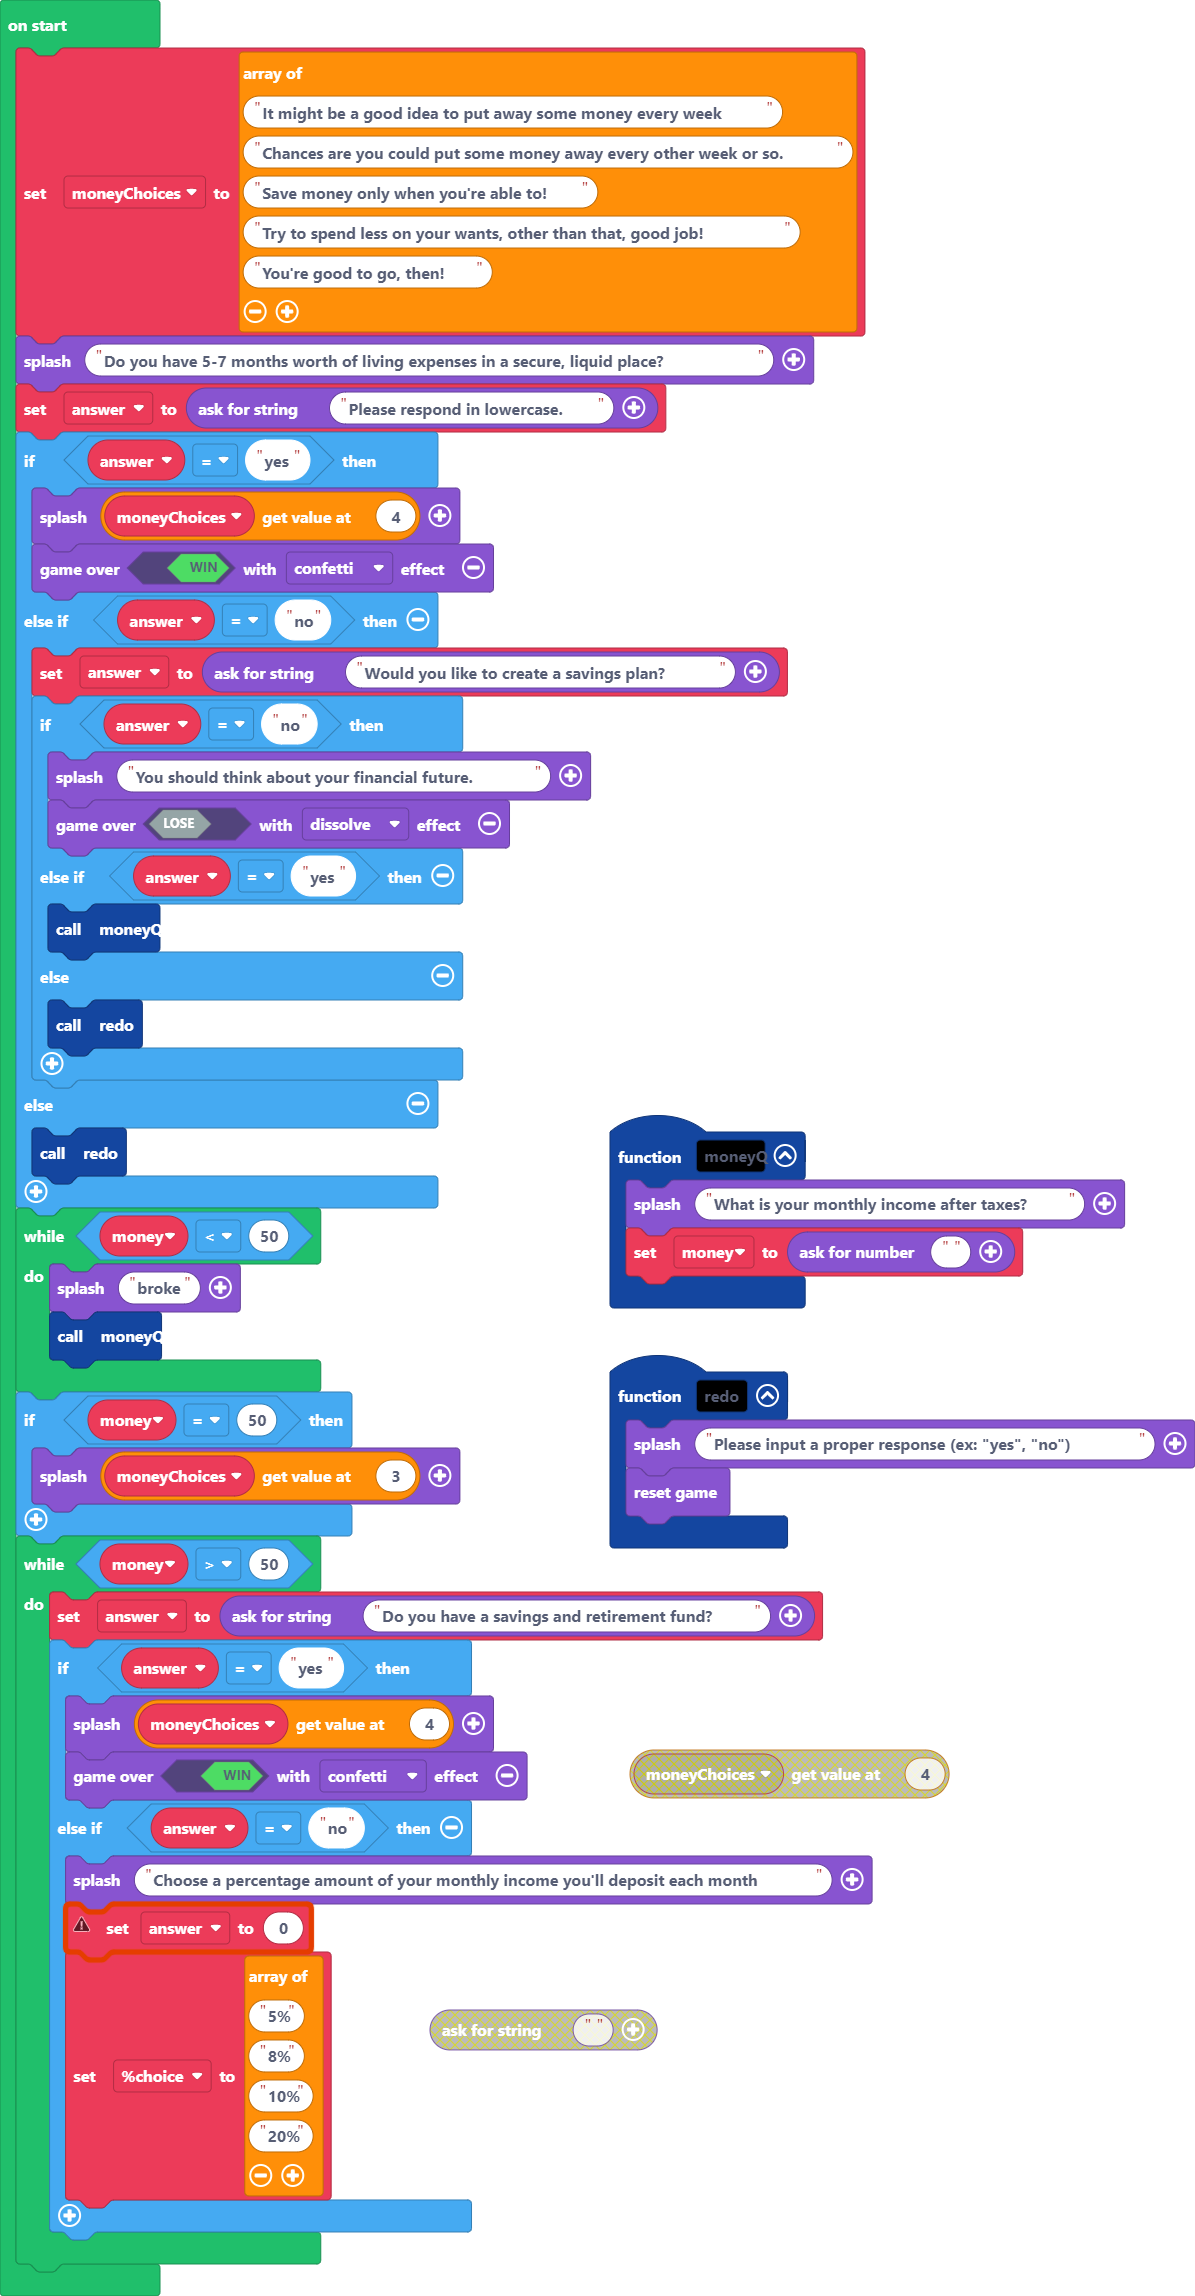 on start
array of
"It might be a good idea to put away some money every week"
"Chances are you could put some money away every other week or so."
set moneyChoices to "Save money only when you're able to!"
"Try to spend less on your wants, other than that, good job!"
"You're good to go, then!"
splash "Do you have 5-7 months worth of living expenses in a secure, liquid place?"
set answer to ask for string "Please respond in lowercase."
if answer = "yes" then
splash moneyChoices get value at 4
game over WIN with confetti effect
else if answer = "no" then
set answer to ask for string "Would you like to create a savings plan?"
if answer = "no" then
splash "You should think about your financial future."
game over LOSE with dissolve effect
else if answer = "yes" then
call moneyQ
else
call redo
else
call redo
while money < 50
do splash "broke"
call moneyQ
if money = 50 then
splash moneyChoices get value at 3
while money > 50
do set answer to ask for string "Do you have a savings and retirement fund?"
if answer = "yes" then
splash moneyChoices get value at 4
game over WIN with confetti effect
else if answer = "no" then
splash "Choose a percentage amount of your monthly income you'll deposit each month"
set answer to 0
array of
"5%"
"8%"
set %choice to "10%"
"20%"
function moneyQ
splash "What is your monthly income after taxes?"
set money to ask for number " "
function redo
splash "Please input a proper response (ex: "yes", "no")"
reset game
moneyChoices get value at 4
ask for string " "